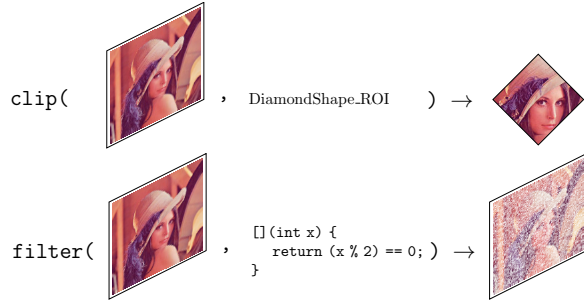 clip( , DiamondShape_ROI ) →
[](int x) {
filter( , return (x % 2) == 0; ) →
}